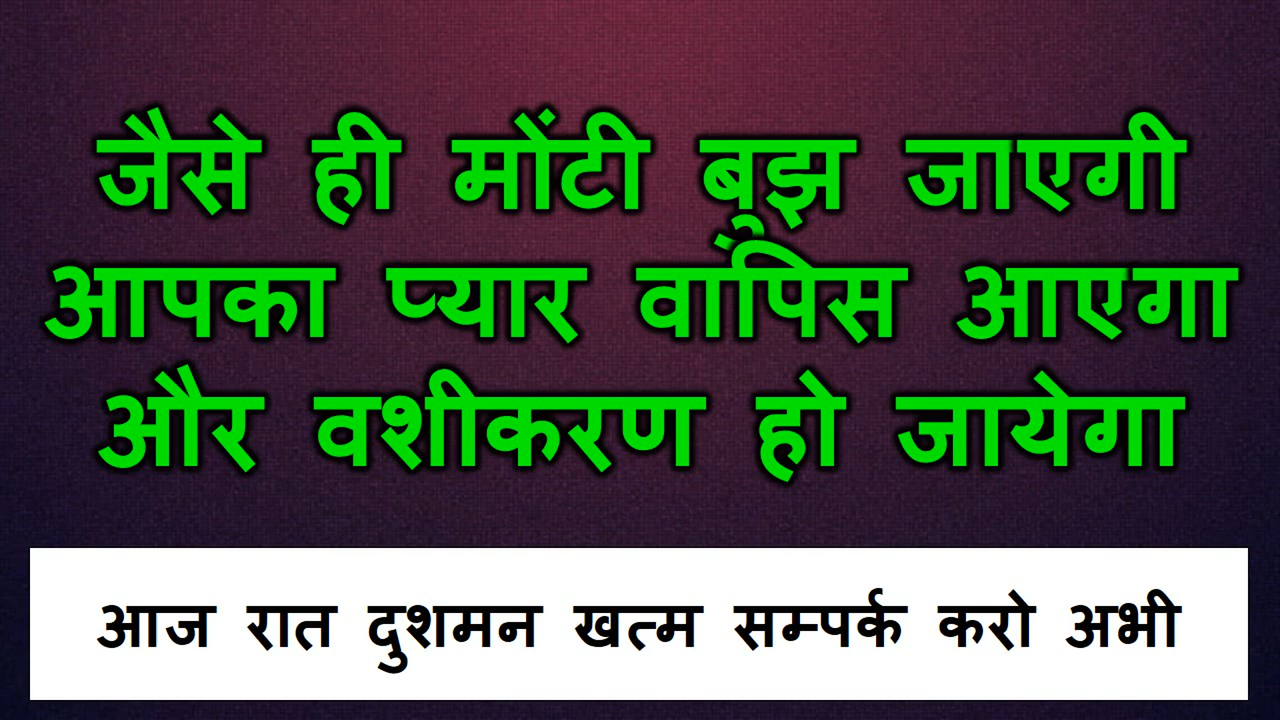 जैसे ही मोंटी बुझ जाएगी
आपका प्यार वापिस आएगा
और वशीकरण हो जायेगा
आज रात दुशमन खत्म सम्पर्क करो अभी